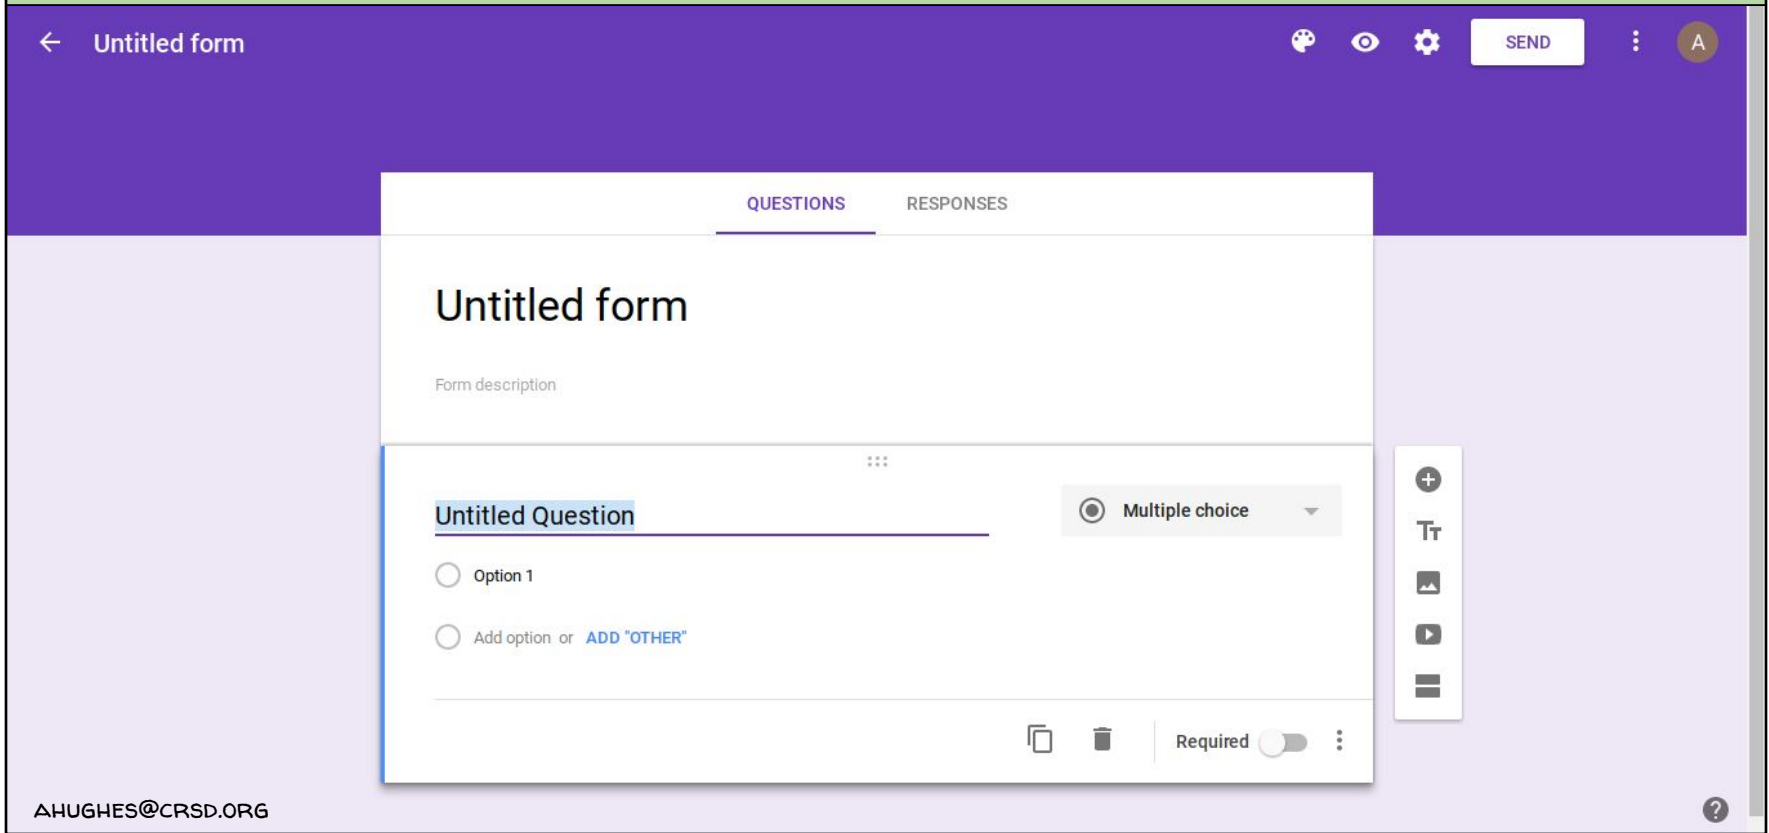 Untitled form
SEND
A
QUESTIONS RESPONSES
Untitled form
Form description
Untitled Question
Multiple choice
Tт
Option 1
Add option or ADD "OTHER"
Required
AHUGHES@CRSD.ORG
?